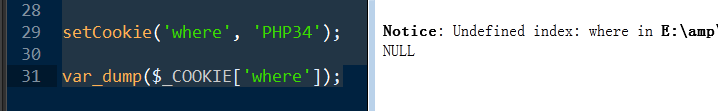 28
29 setCookie('where', 'PHP34');
30
31 var_dump($_COOKIE['where']);
Notice: Undefined index: where in E:\amp\
NULL